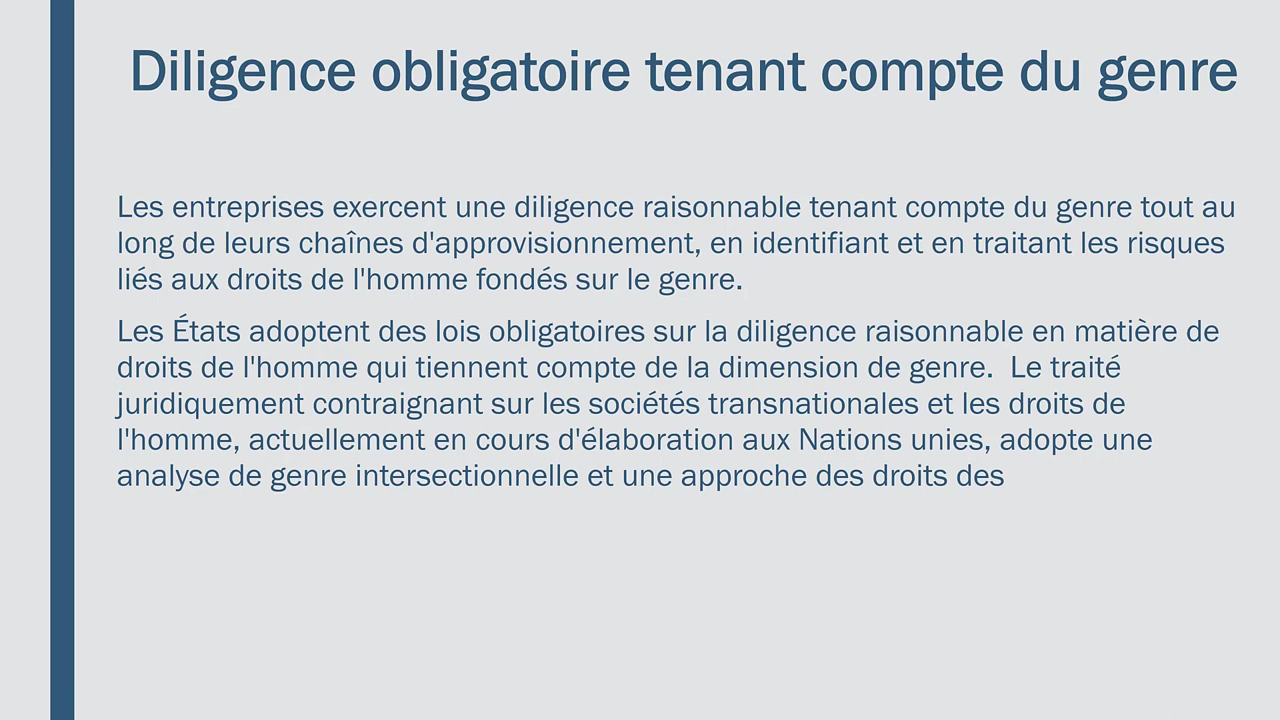 Diligence obligatoire tenant compte du genre
Les entreprises exercent une diligence raisonnable tenant compte du genre tout au
long de leurs chaînes d'approvisionnement, en identifiant et en traitant les risques
liés aux droits de l'homme fondés sur le genre.
Les États adoptent des lois obligatoires sur la diligence raisonnable en matière de
droits de l'homme qui tiennent compte de la dimension de genre.  Le traité
juridiquement contraignant sur les sociétés transnationales et les droits de
l'homme, actuellement en cours d'élaboration aux Nations unies, adopte une
analyse de genre intersectionnelle et une approche des droits des